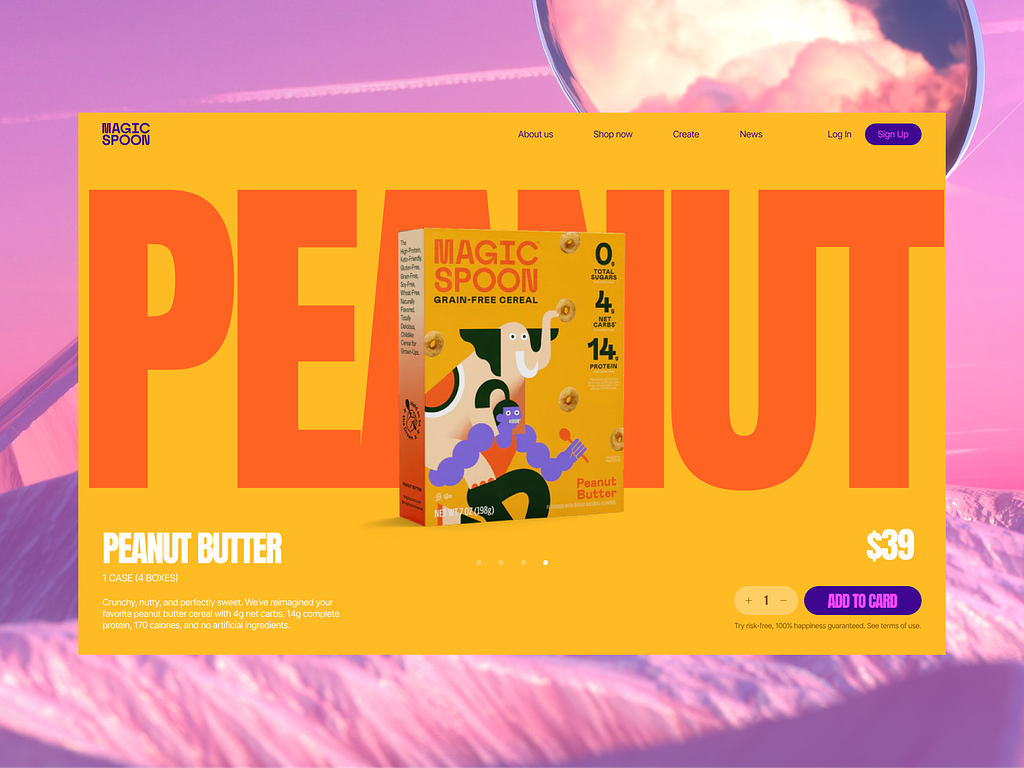 MAGIC
SPOON
About us
Shop now
Create
News
Log In
Sign Up
PEANUT
The
High-Protein,
Keto-Friendly,
Gluten-Free,
Grain-Free,
Soy-Free,
Wheat-Free,
Naturally
Flavored,
Totally
Delicious,
Childlike
Cereal for
Grown-Ups.
MAGIC
SPOON
GRAIN-FREE CEREAL
0g
TOTAL
SUGARS
4g
NET
CARBS*
14g
PROTEIN
Peanut
Butter
NET WT 7 OZ (198g)
PEANUT BUTTER
1 CASE (4 BOXES)
Crunchy, nutty, and perfectly sweet. We've reimagined your
favorite peanut butter cereal with 4g net carbs, 14g complete
protein, 170 calories, and no artificial ingredients.
$39
+ 1 −
ADD TO CARD
Try risk-free, 100% happiness guaranteed. See terms of use.